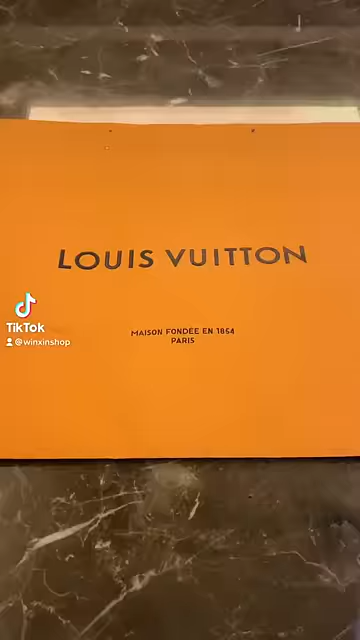 LOUIS VUITTON
MAISON FONDÉE EN 1854
PARIS
TikTok
@winxinshop